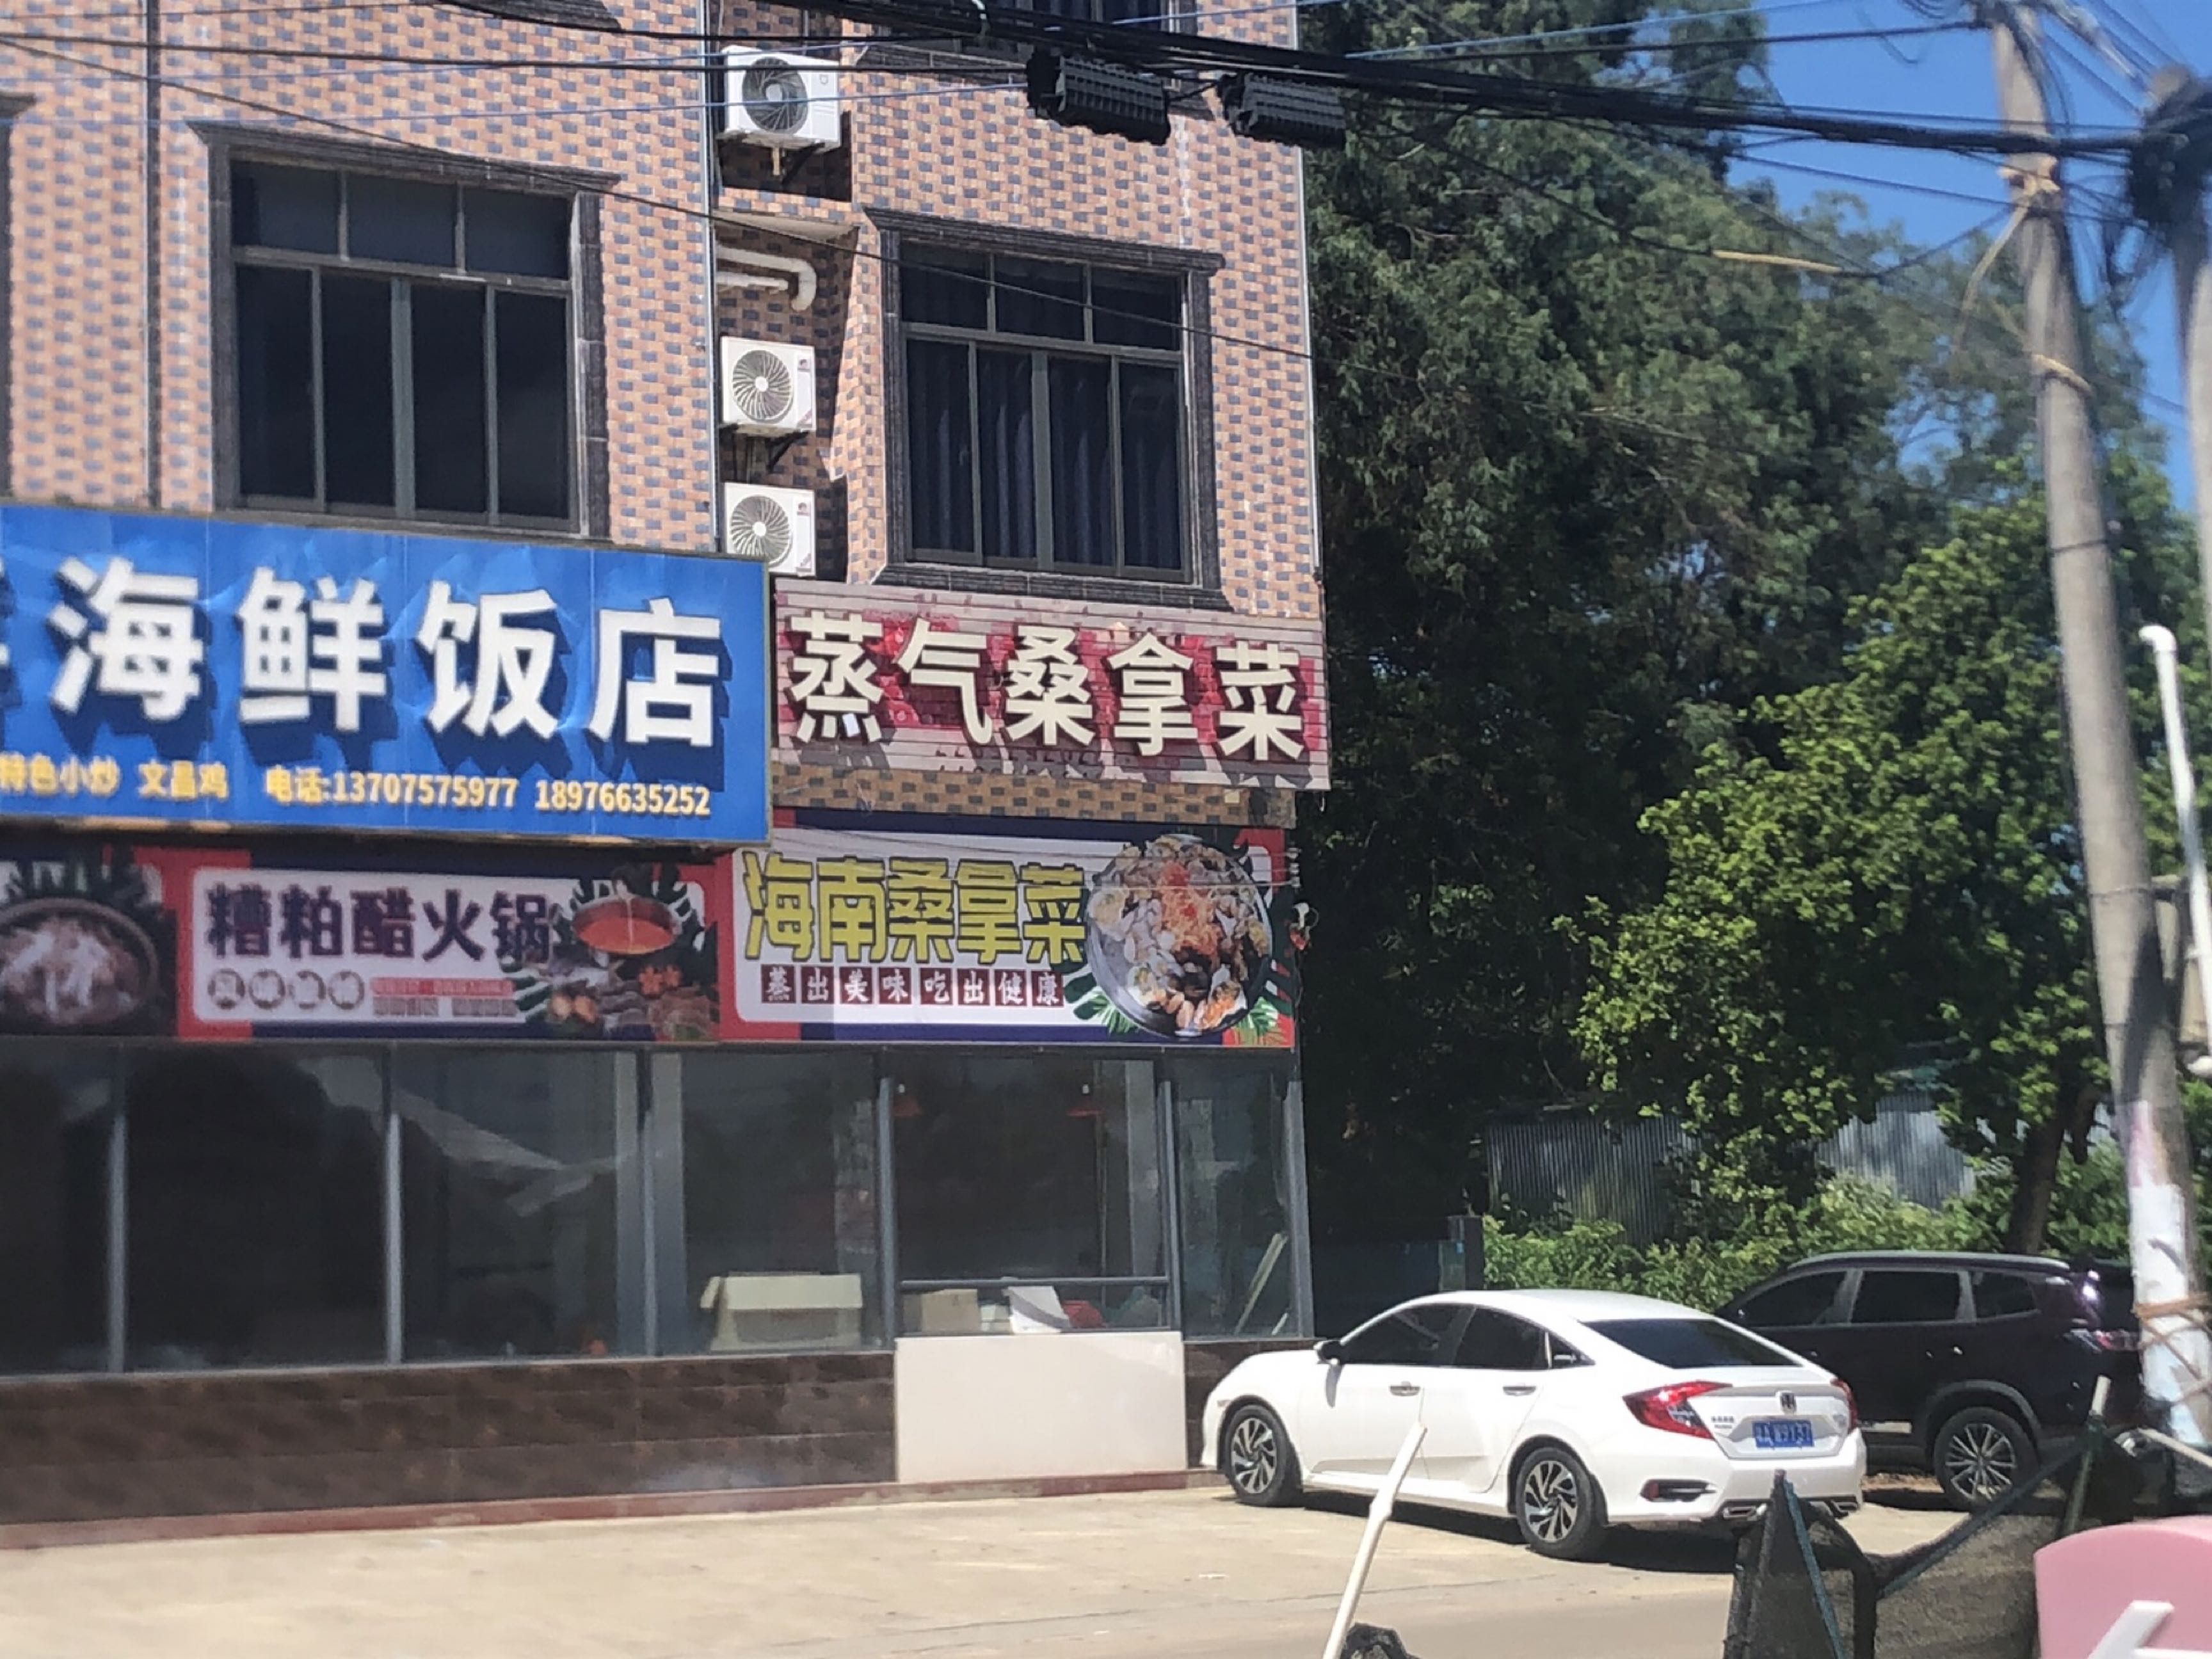 海鲜饭店
特色小炒 文昌鸡 电话:13707575977 18976635252
蒸气桑拿菜
糟粕醋火锅
海南桑拿菜
蒸出美味吃出健康